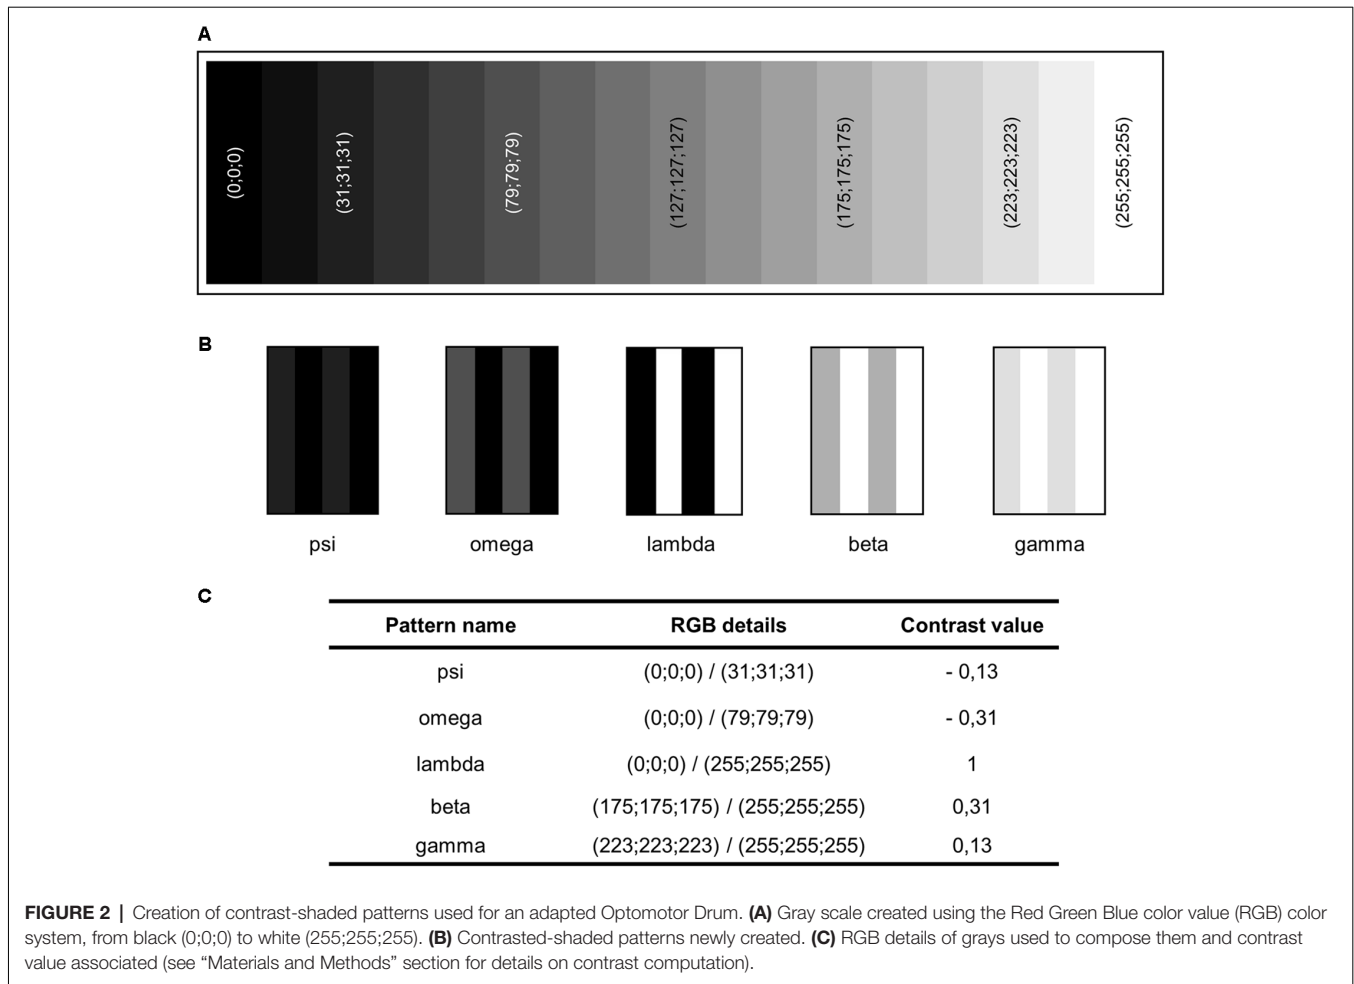 A
(0;0;0) (31;31;31) (79;79;79) (127;127;127) (175;175;175) (223;223;223) (255;255;255)
B
psi omega lambda beta gamma
C
Pattern name RGB details Contrast value
psi (0;0;0) / (31;31;31) - 0,13
omega (0;0;0) / (79;79;79) - 0,31
lambda (0;0;0) / (255;255;255) 1
beta (175;175;175) / (255;255;255) 0,31
gamma (223;223;223) / (255;255;255) 0,13
FIGURE 2 | Creation of contrast-shaded patterns used for an adapted Optomotor Drum. (A) Gray scale created using the Red Green Blue color value (RGB) color
system, from black (0;0;0) to white (255;255;255). (B) Contrasted-shaded patterns newly created. (C) RGB details of grays used to compose them and contrast
value associated (see “Materials and Methods” section for details on contrast computation).